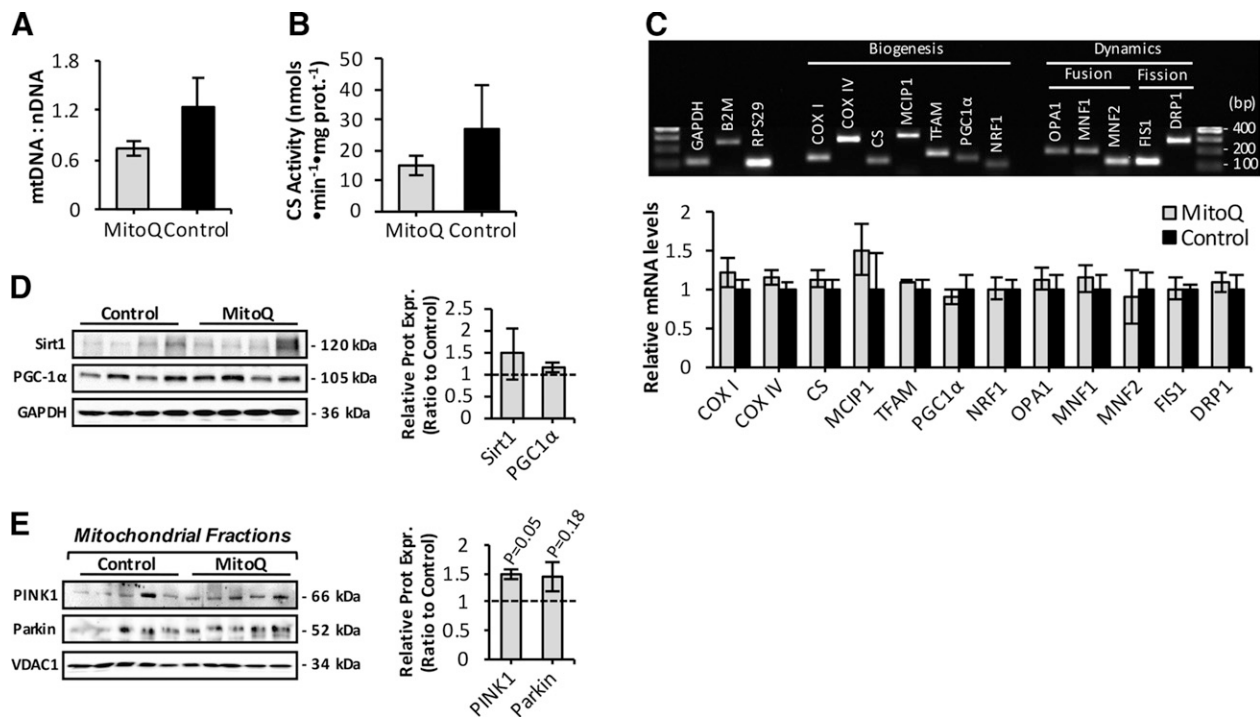 A
mtDNA : nDNA
1.8
1.2
0.6
0
MitoQ Control
B
CS Activity (nmols
•min⁻¹•mg prot.⁻¹)
50
40
30
20
10
0
MitoQ Control
C
Biogenesis
Dynamics
Fusion
Fission
GAPDH
B2M
RPS29
COX I
COX IV
CS
MCIP1
TFAM
PGC1α
NRF1
OPA1
MNF1
MNF2
FIS1
DRP1
(bp)
- 400
- 200
- 100
Relative mRNA levels
2
1.5
1
0.5
0
MitoQ
Control
COX I
COX IV
CS
MCIP1
TFAM
PGC1α
NRF1
OPA1
MNF1
MNF2
FIS1
DRP1
D
Control
MitoQ
Sirt1
- 120 kDa
PGC-1α
- 105 kDa
GAPDH
- 36 kDa
Relative Prot Expr.
(Ratio to Control)
2.5
2
1.5
1
0.5
0
Sirt1
PGC1α
E
Mitochondrial Fractions
Control
MitoQ
PINK1
- 66 kDa
Parkin
- 52 kDa
VDAC1
- 34 kDa
Relative Prot Expr.
(Ratio to Control)
2
1.5
1
0.5
0
P=0.05
P=0.18
PINK1
Parkin